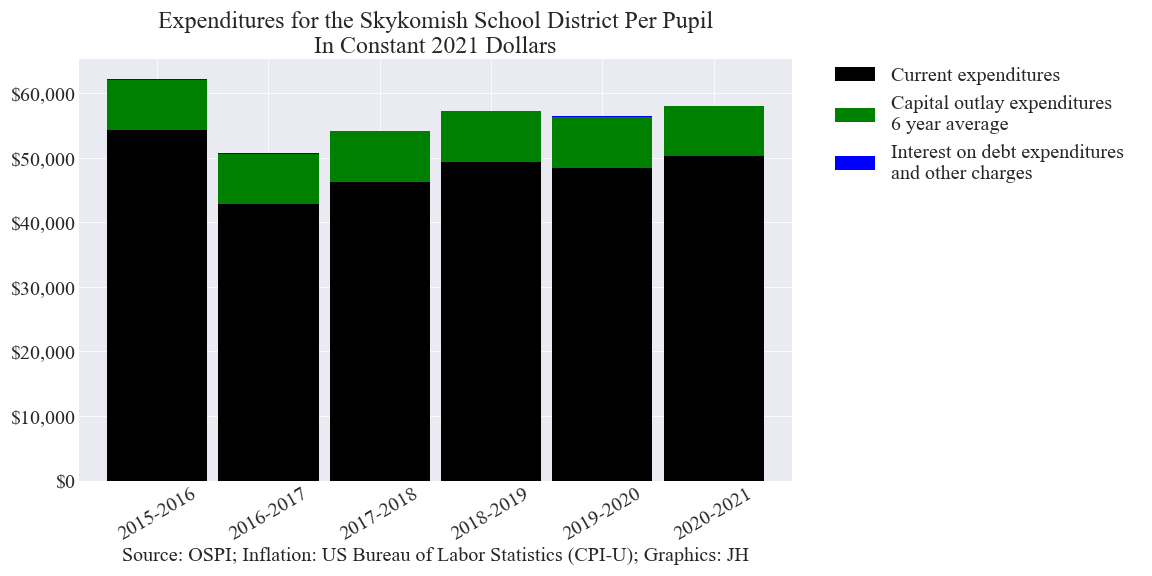 Expenditures for the Skykomish School District Per Pupil
In Constant 2021 Dollars
$60,000
$50,000
$40,000
$30,000
$20,000
$10,000
$0
2015-2016
2016-2017
2017-2018
2018-2019
2019-2020
2020-2021
Source: OSPI; Inflation: US Bureau of Labor Statistics (CPI-U); Graphics: JH
Current expenditures
Capital outlay expenditures
6 year average
Interest on debt expenditures
and other charges